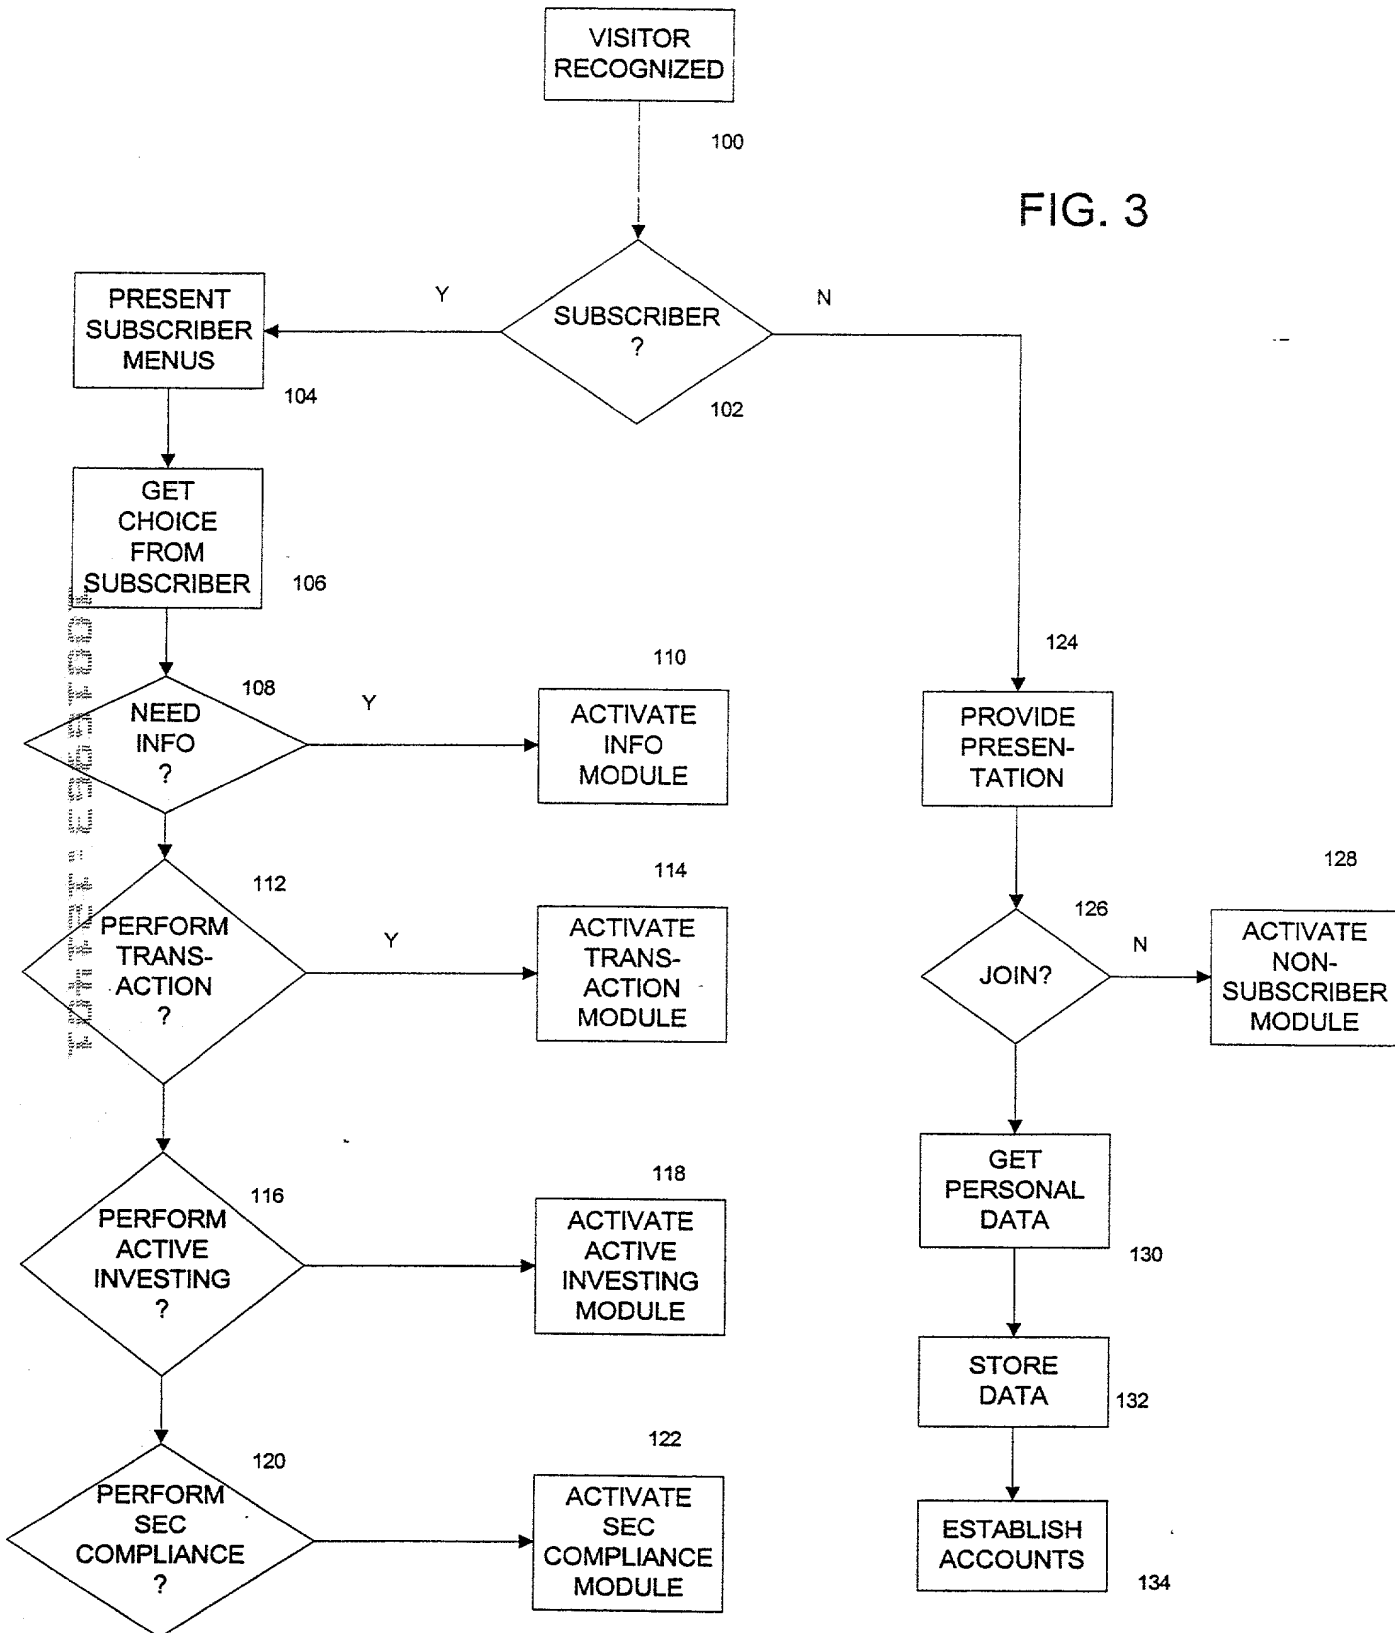 VISITOR
RECOGNIZED
100
FIG. 3
SUBSCRIBER
?
Y
N
102
PRESENT
SUBSCRIBER
MENUS
104
GET
CHOICE
FROM
SUBSCRIBER
106
NEED
INFO
?
108
Y
110
ACTIVATE
INFO
MODULE
PERFORM
TRANS-
ACTION
?
112
Y
114
ACTIVATE
TRANS-
ACTION
MODULE
PERFORM
ACTIVE
INVESTING
?
116
118
ACTIVATE
ACTIVE
INVESTING
MODULE
PERFORM
SEC
COMPLIANCE
?
120
122
ACTIVATE
SEC
COMPLIANCE
MODULE
124
PROVIDE
PRESEN-
TATION
126
JOIN?
N
128
ACTIVATE
NON-
SUBSCRIBER
MODULE
GET
PERSONAL
DATA
130
STORE
DATA
132
ESTABLISH
ACCOUNTS
134